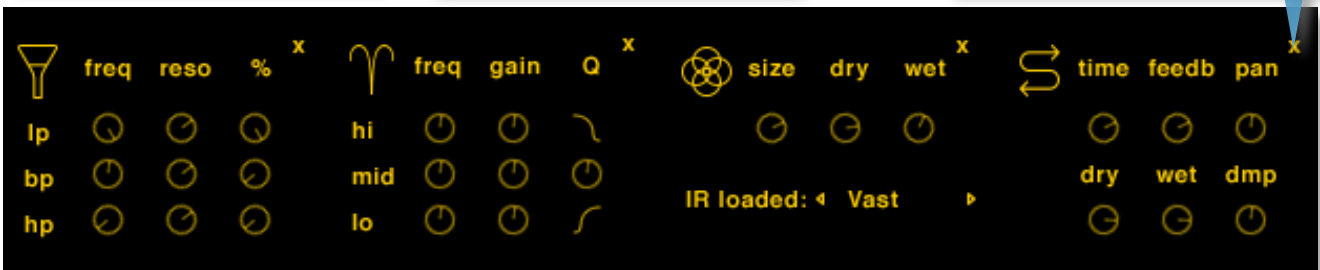 x x x x
freq reso % freq gain Q size dry wet time feedb pan
lp hi
bp mid dry wet dmp
IR loaded: Vast
hp lo